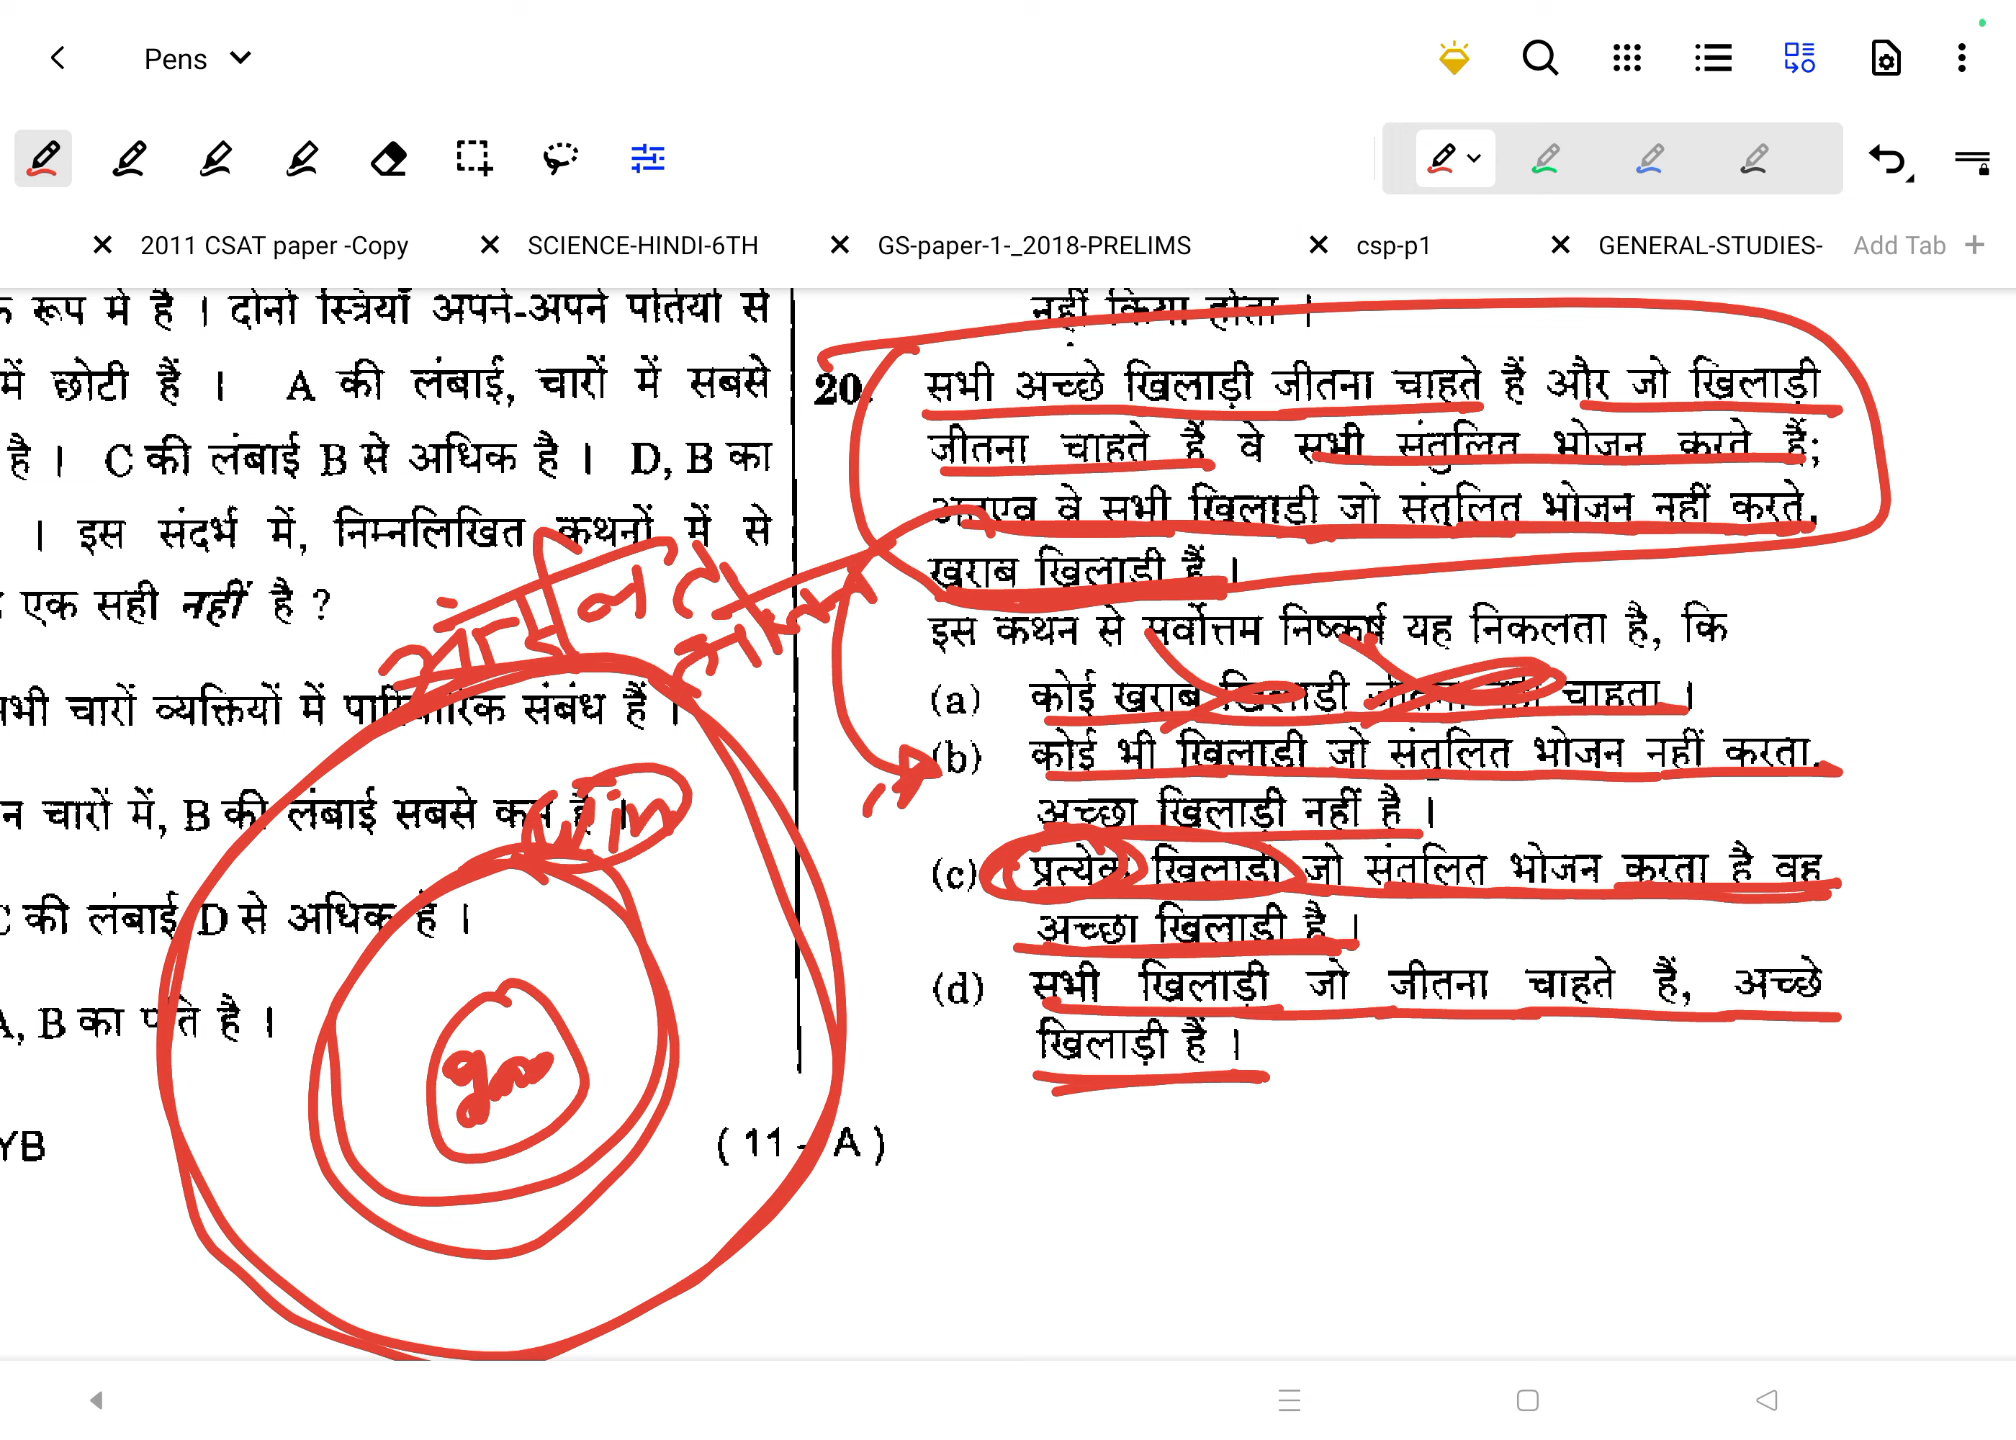 Pens
2011 CSAT paper -Copy
SCIENCE-HINDI-6TH
GS-paper-1-_2018-PRELIMS
csp-p1
GENERAL-STUDIES-
Add Tab +
रूप में है । दोनों स्त्रियाँ अपने-अपने पतियों से
में छोटी हैं । A की लंबाई, चारों में सबसे
है । C की लंबाई B से अधिक है । D, B का
। इस संदर्भ में, निम्नलिखित कथनों में से
एक सही नहीं है ?
सभी चारों व्यक्तियों में पारिवारिक संबंध हैं ।
न चारों में, B की लंबाई सबसे कम है ।
C की लंबाई D से अधिक है ।
A, B का पति है ।
YB
( 11 - A )
नहीं किया होता ।
20. सभी अच्छे खिलाड़ी जीतना चाहते हैं और जो खिलाड़ी
जीतना चाहते हैं वे सभी संतुलित भोजन करते हैं;
अतएव वे सभी खिलाड़ी जो संतुलित भोजन नहीं करते,
खराब खिलाड़ी हैं ।
इस कथन से सर्वोत्तम निष्कर्ष यह निकलता है, कि
(a) कोई खराब खिलाड़ी जीतना नहीं चाहता ।
(b) कोई भी खिलाड़ी जो संतुलित भोजन नहीं करता,
अच्छा खिलाड़ी नहीं है ।
(c) प्रत्येक खिलाड़ी जो संतुलित भोजन करता है वह
अच्छा खिलाड़ी है ।
(d) सभी खिलाड़ी जो जीतना चाहते हैं, अच्छे
खिलाड़ी हैं ।
win